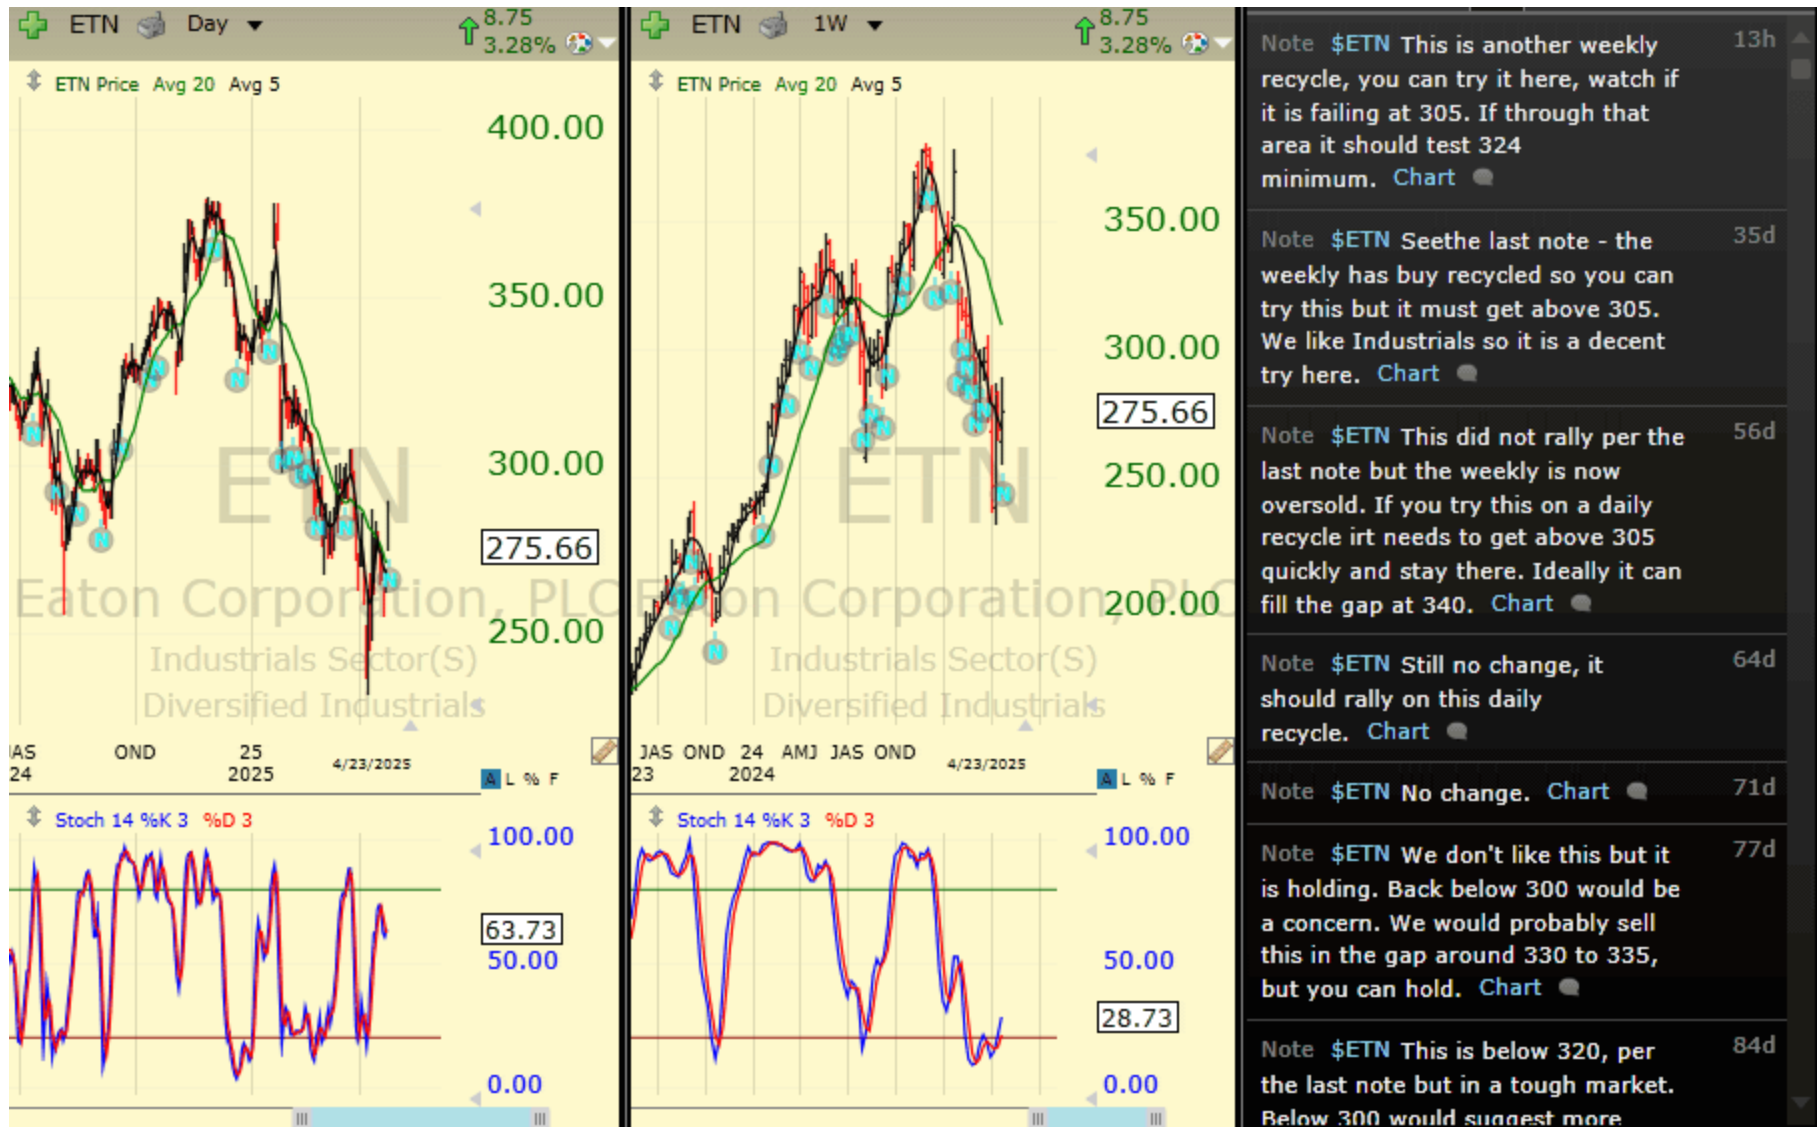 ETN Day
8.75
3.28%
ETN Price Avg 20 Avg 5
400.00
350.00
300.00
275.66
250.00
ETN
Eaton Corporation, PLC
Industrials Sector(S)
Diversified Industrials
JAS OND 25
24 2025 4/23/2025
A L % F
Stoch 14 %K 3 %D 3
100.00
63.73
50.00
0.00
ETN 1W
8.75
3.28%
ETN Price Avg 20 Avg 5
350.00
300.00
275.66
250.00
200.00
ETN
Eaton Corporation, PLC
Industrials Sector(S)
Diversified Industrials
JAS OND 24 AMJ JAS OND
23 2024 4/23/2025
A L % F
Stoch 14 %K 3 %D 3
100.00
50.00
28.73
0.00
Note $ETN This is another weekly 13h
recycle, you can try it here, watch if
it is failing at 305. If through that
area it should test 324
minimum. Chart
Note $ETN Seethe last note - the 35d
weekly has buy recycled so you can
try this but it must get above 305.
We like Industrials so it is a decent
try here. Chart
Note $ETN This did not rally per the 56d
last note but the weekly is now
oversold. If you try this on a daily
recycle irt needs to get above 305
quickly and stay there. Ideally it can
fill the gap at 340. Chart
Note $ETN Still no change, it 64d
should rally on this daily
recycle. Chart
Note $ETN No change. Chart 71d
Note $ETN We don't like this but it 77d
is holding. Back below 300 would be
a concern. We would probably sell
this in the gap around 330 to 335,
but you can hold. Chart
Note $ETN This is below 320, per 84d
the last note but in a tough market.
Below 300 would suggest more